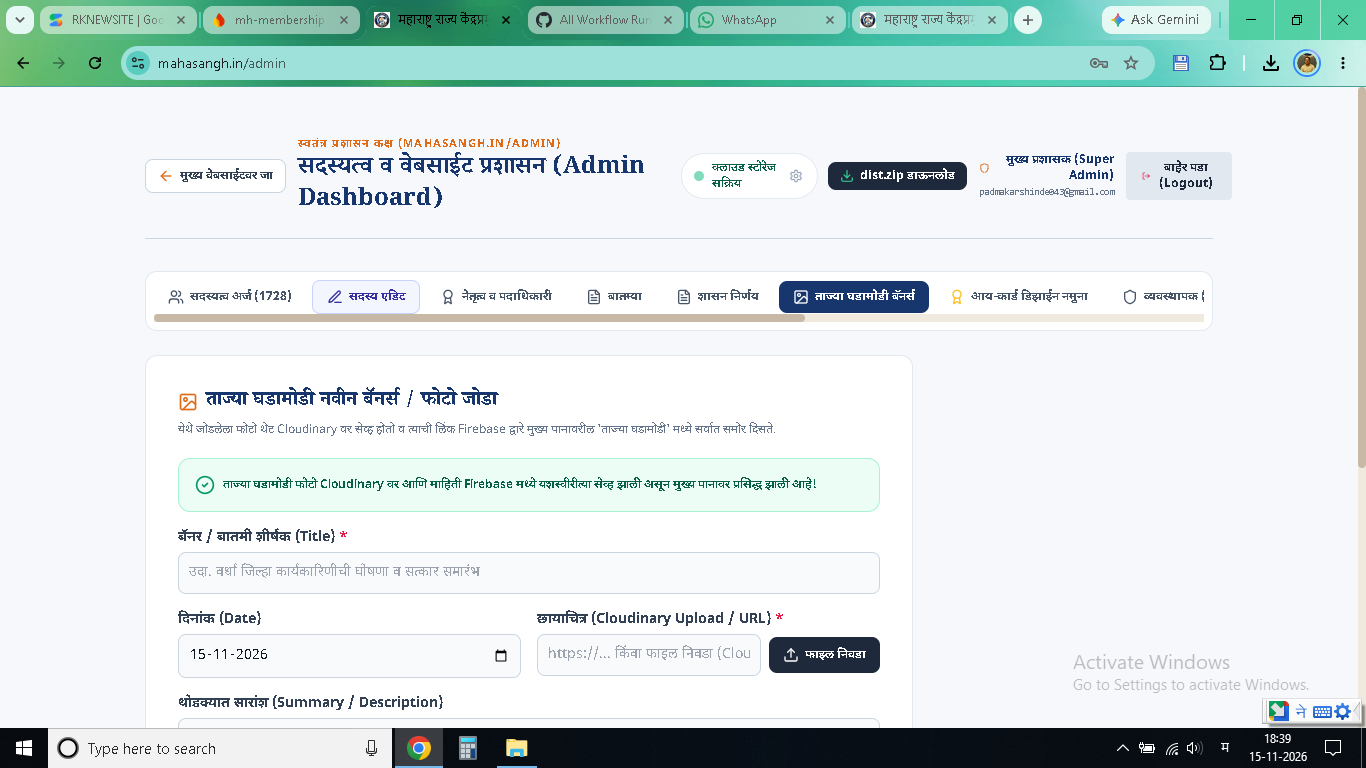 RKNEWSITE | Goo
mh-membership
महाराष्ट्र राज्य केंद्रप्रम
All Workflow Run
WhatsApp
महाराष्ट्र राज्य केंद्रप्रम
Ask Gemini
mahasangh.in/admin
स्वतंत्र प्रशासन कक्ष (MAHASANGH.IN/ADMIN)
मुख्य वेबसाईटवर जा
सदस्यत्व व वेबसाईट प्रशासन (Admin
Dashboard)
क्लाउड स्टोरेज
सक्रिय
dist.zip डाऊनलोड
मुख्य प्रशासक (Super
Admin)
padmakarshinde043@gmail.com
बाहेर पडा
(Logout)
सदस्यत्व अर्ज (1728)
सदस्य एडिट
नेतृत्व व पदाधिकारी
बातम्या
शासन निर्णय
ताज्या घडामोडी बॅनर्स
आय-कार्ड डिझाईन नमुना
व्यवस्थापक (
ताज्या घडामोडी नवीन बॅनर्स / फोटो जोडा
येथे जोडलेला फोटो थेट Cloudinary वर सेव्ह होतो व त्याची लिंक Firebase द्वारे मुख्य पानावरील 'ताज्या घडामोडी' मध्ये सर्वात समोर दिसते.
ताज्या घडामोडी फोटो Cloudinary वर आणि माहिती Firebase मध्ये यशस्वीरीत्या सेव्ह झाली असून मुख्य पानावर प्रसिद्ध झाली आहे!
बॅनर / बातमी शीर्षक (Title) *
उदा. वर्धा जिल्हा कार्यकारिणीची घोषणा व सत्कार समारंभ
दिनांक (Date)
छायाचित्र (Cloudinary Upload / URL) *
15-11-2026
https://... किंवा फाइल निवडा (Clou
फाइल निवडा
थोडक्यात सारांश (Summary / Description)
Activate Windows
Go to Settings to activate Windows.
ने
Type here to search
म
18:39
15-11-2026